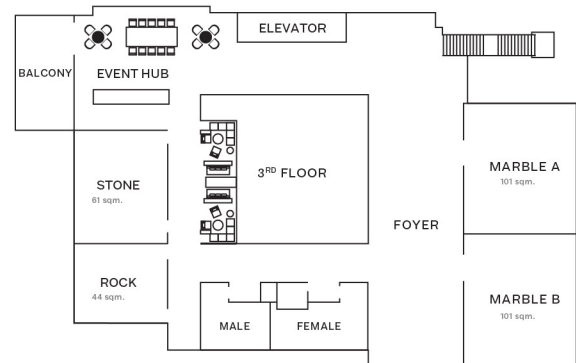 ELEVATOR
BALCONY
EVENT HUB
3RD FLOOR
MARBLE A
101 sqm.
STONE
61 sqm.
FOYER
ROCK
44 sqm.
MARBLE B
101 sqm.
MALE
FEMALE